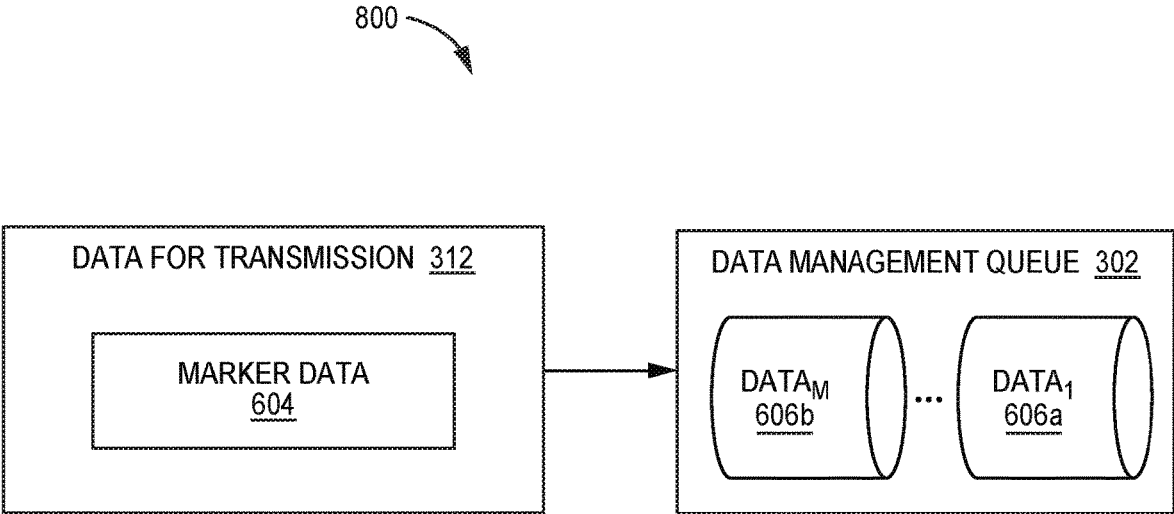 800
DATA FOR TRANSMISSION 312
MARKER DATA
604
DATA MANAGEMENT QUEUE 302
DATAM
606b
...
DATA1
606a